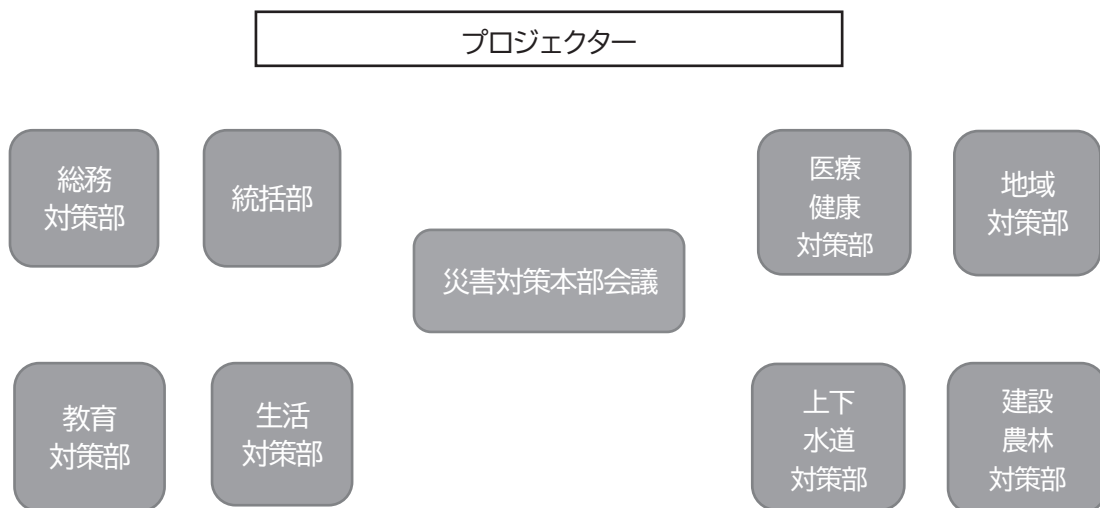 プロジェクター
総務
対策部
統括部
医療
健康
対策部
地域
対策部
災害対策本部会議
教育
対策部
生活
対策部
上下
水道
対策部
建設
農林
対策部